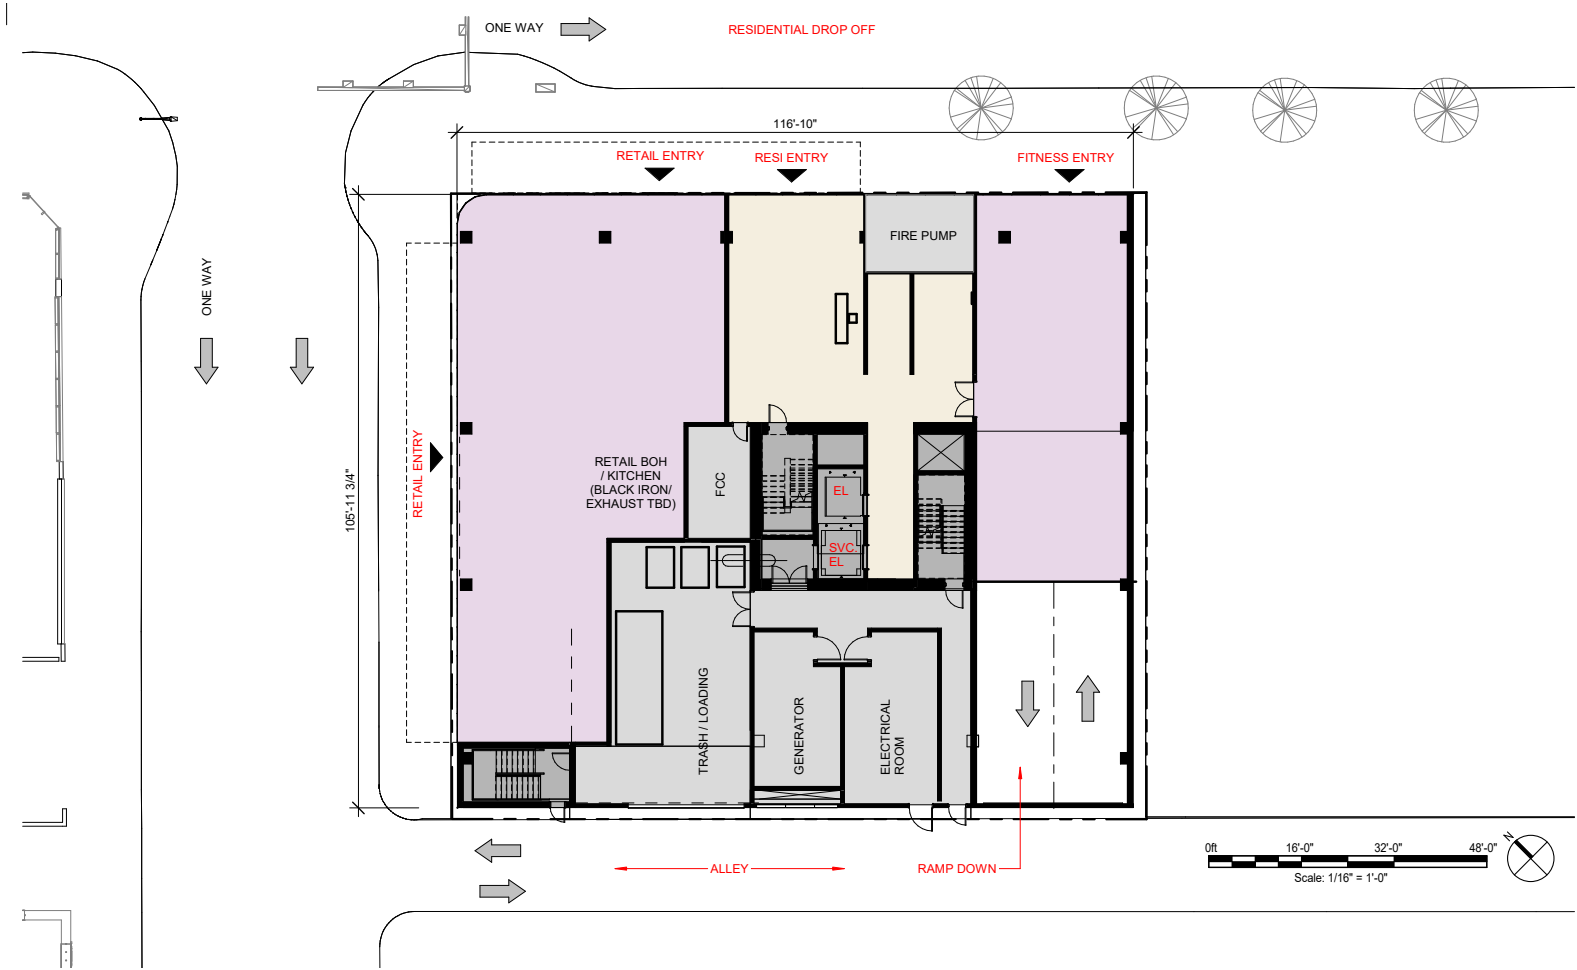 ONE WAY
RESIDENTIAL DROP OFF
116'-10"
RETAIL ENTRY
RESI ENTRY
FITNESS ENTRY
FIRE PUMP
ONE WAY
RETAIL ENTRY
105'-11 3/4"
RETAIL BOH
/ KITCHEN
(BLACK IRON/
EXHAUST TBD)
FCC
EL
SVC.
EL
TRASH / LOADING
GENERATOR
ELECTRICAL
ROOM
ALLEY
RAMP DOWN
0ft
16'-0"
32'-0"
48'-0"
Scale: 1/16" = 1'-0"
N